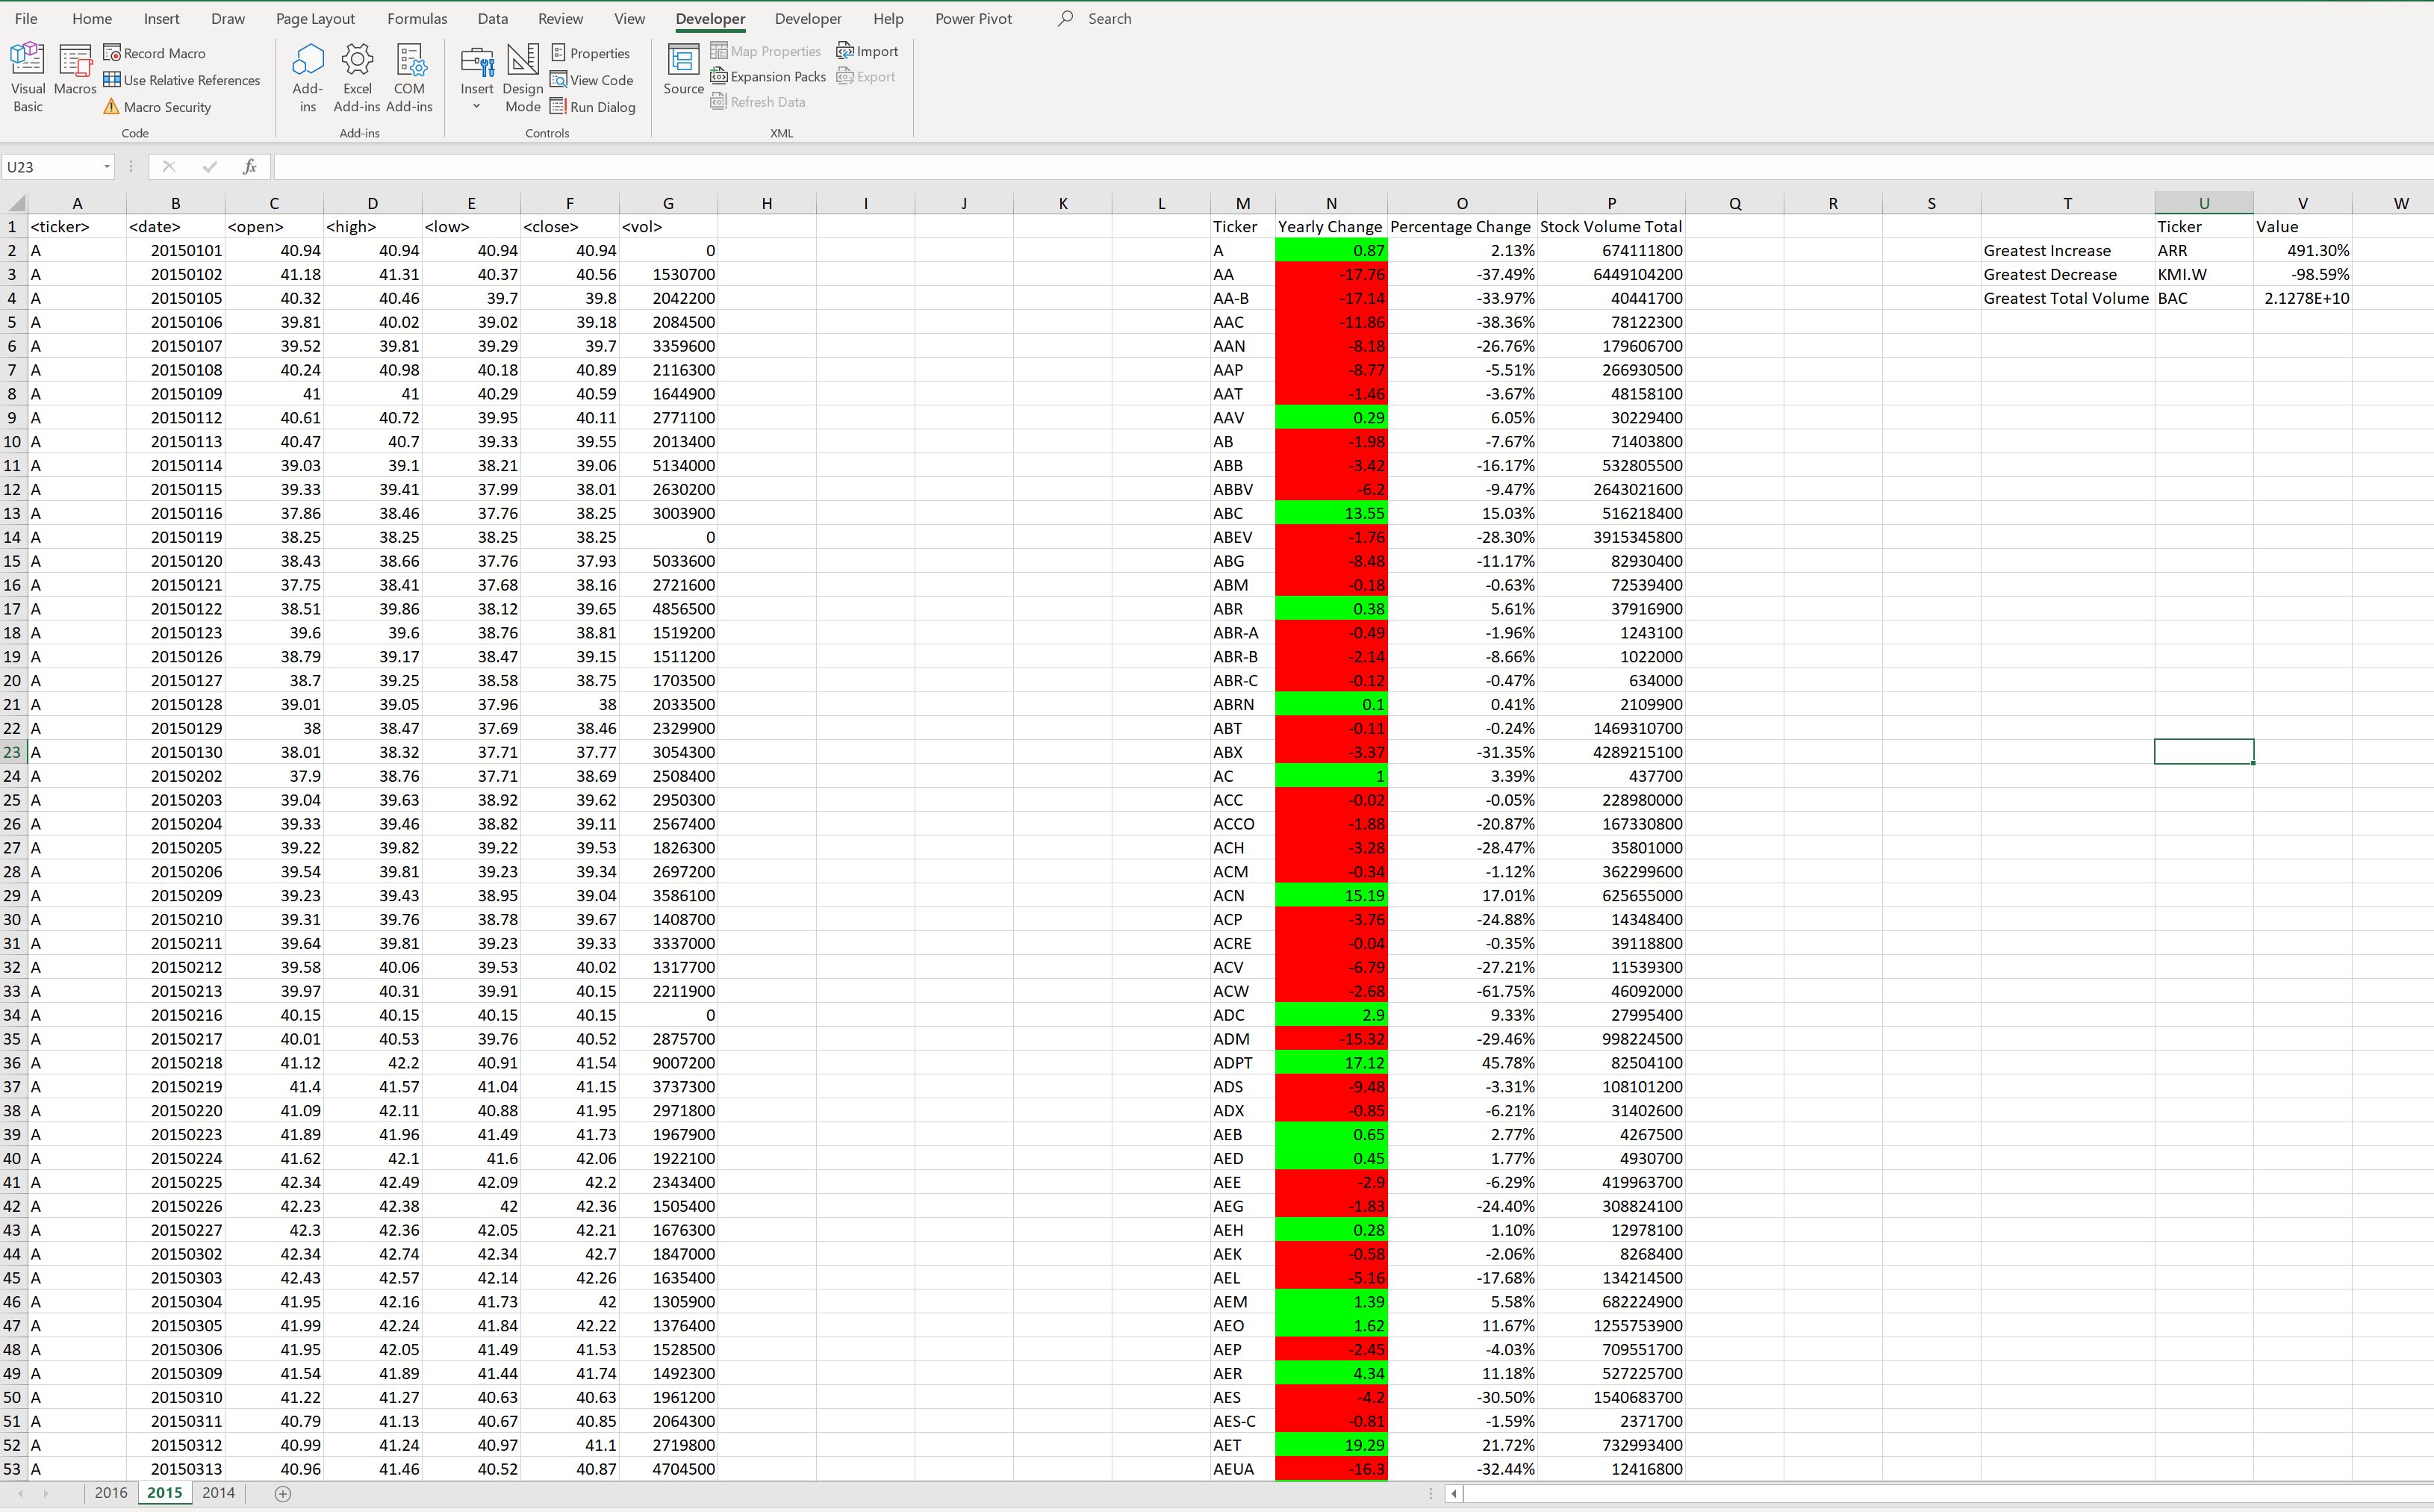 File Home Insert Draw Page Layout Formulas Data Review View Developer Developer Help Power Pivot Search
Visual Basic Macros Record Macro Use Relative References Macro Security
Add-ins Excel Add-ins COM Add-ins
Insert Design Mode Properties View Code Run Dialog
Source Map Properties Expansion Packs Refresh Data Import Export
Code Add-ins Controls XML
U23 fx
A B C D E F G H I J K L M N O P Q R S T U V W
1 <ticker> <date> <open> <high> <low> <close> <vol> Ticker Yearly Change Percentage Change Stock Volume Total Ticker Value
2 A 20150101 40.94 40.94 40.94 40.94 0 A 0.87 2.13% 674111800 Greatest Increase ARR 491.30%
3 A 20150102 41.18 41.31 40.37 40.56 1530700 AA -17.76 -37.49% 6449104200 Greatest Decrease KMI.W -98.59%
4 A 20150105 40.32 40.46 39.7 39.8 2042200 AA-B -17.14 -33.97% 40441700 Greatest Total Volume BAC 2.1278E+10
5 A 20150106 39.81 40.02 39.02 39.18 2084500 AAC -11.86 -38.36% 78122300
6 A 20150107 39.52 39.81 39.29 39.7 3359600 AAN -8.18 -26.76% 179606700
7 A 20150108 40.24 40.98 40.18 40.89 2116300 AAP -8.77 -5.51% 266930500
8 A 20150109 41 41 40.29 40.59 1644900 AAT -1.46 -3.67% 48158100
9 A 20150112 40.61 40.72 39.95 40.11 2771100 AAV 0.29 6.05% 30229400
10 A 20150113 40.47 40.7 39.33 39.55 2013400 AB -1.98 -7.67% 71403800
11 A 20150114 39.03 39.1 38.21 39.06 5134000 ABB -3.42 -16.17% 532805500
12 A 20150115 39.33 39.41 37.99 38.01 2630200 ABBV -6.2 -9.47% 2643021600
13 A 20150116 37.86 38.46 37.76 38.25 3003900 ABC 13.55 15.03% 516218400
14 A 20150119 38.25 38.25 38.25 38.25 0 ABEV -1.76 -28.30% 3915345800
15 A 20150120 38.43 38.66 37.76 37.93 5033600 ABG -8.48 -11.17% 82930400
16 A 20150121 37.75 38.41 37.68 38.16 2721600 ABM -0.18 -0.63% 72539400
17 A 20150122 38.51 39.86 38.12 39.65 4856500 ABR 0.38 5.61% 37916900
18 A 20150123 39.6 39.6 38.76 38.81 1519200 ABR-A -0.49 -1.96% 1243100
19 A 20150126 38.79 39.17 38.47 39.15 1511200 ABR-B -2.14 -8.66% 1022000
20 A 20150127 38.7 39.25 38.58 38.75 1703500 ABR-C -0.12 -0.47% 634000
21 A 20150128 39.01 39.05 37.96 38 2033500 ABRN 0.1 0.41% 2109900
22 A 20150129 38 38.47 37.69 38.46 2329900 ABT -0.11 -0.24% 1469310700
23 A 20150130 38.01 38.32 37.71 37.77 3054300 ABX -3.37 -31.35% 4289215100
24 A 20150202 37.9 38.76 37.71 38.69 2508400 AC 1 3.39% 437700
25 A 20150203 39.04 39.63 38.92 39.62 2950300 ACC -0.02 -0.05% 228980000
26 A 20150204 39.33 39.46 38.82 39.11 2567400 ACCO -1.88 -20.87% 167330800
27 A 20150205 39.22 39.82 39.22 39.53 1826300 ACH -3.28 -28.47% 35801000
28 A 20150206 39.54 39.81 39.23 39.34 2697200 ACM -0.34 -1.12% 362299600
29 A 20150209 39.23 39.43 38.95 39.04 3586100 ACN 15.19 17.01% 625655000
30 A 20150210 39.31 39.76 38.78 39.67 1408700 ACP -3.76 -24.88% 14348400
31 A 20150211 39.64 39.81 39.23 39.33 3337000 ACRE -0.04 -0.35% 39118800
32 A 20150212 39.58 40.06 39.53 40.02 1317700 ACV -6.79 -27.21% 11539300
33 A 20150213 39.97 40.31 39.91 40.15 2211900 ACW -2.68 -61.75% 46092000
34 A 20150216 40.15 40.15 40.15 40.15 0 ADC 2.9 9.33% 27995400
35 A 20150217 40.01 40.53 39.76 40.52 2875700 ADM -15.32 -29.46% 998224500
36 A 20150218 41.12 42.2 40.91 41.54 9007200 ADPT 17.12 45.78% 82504100
37 A 20150219 41.4 41.57 41.04 41.15 3737300 ADS -9.48 -3.31% 108101200
38 A 20150220 41.09 42.11 40.88 41.95 2971800 ADX -0.85 -6.21% 31402600
39 A 20150223 41.89 41.96 41.49 41.73 1967900 AEB 0.65 2.77% 4267500
40 A 20150224 41.62 42.1 41.6 42.06 1922100 AED 0.45 1.77% 4930700
41 A 20150225 42.34 42.49 42.09 42.2 2343400 AEE -2.9 -6.29% 419963700
42 A 20150226 42.23 42.38 42 42.36 1505400 AEG -1.83 -24.40% 308824100
43 A 20150227 42.3 42.36 42.05 42.21 1676300 AEH 0.28 1.10% 12978100
44 A 20150302 42.34 42.74 42.34 42.7 1847000 AEK -0.58 -2.06% 8268400
45 A 20150303 42.43 42.57 42.14 42.26 1635400 AEL -5.16 -17.68% 134214500
46 A 20150304 41.95 42.16 41.73 42 1305900 AEM 1.39 5.58% 682224900
47 A 20150305 41.99 42.24 41.84 42.22 1376400 AEO 1.62 11.67% 1255753900
48 A 20150306 41.95 42.05 41.49 41.53 1528500 AEP -2.45 -4.03% 709551700
49 A 20150309 41.54 41.89 41.44 41.74 1492300 AER 4.34 11.18% 527225700
50 A 20150310 41.22 41.27 40.63 40.63 1961200 AES -4.2 -30.50% 1540683700
51 A 20150311 40.79 41.13 40.67 40.85 2064300 AES-C -0.81 -1.59% 2371700
52 A 20150312 40.99 41.24 40.97 41.1 2719800 AET 19.29 21.72% 732993400
53 A 20150313 40.96 41.46 40.52 40.87 4704500 AEUA -16.3 -32.44% 12416800
2016 2015 2014